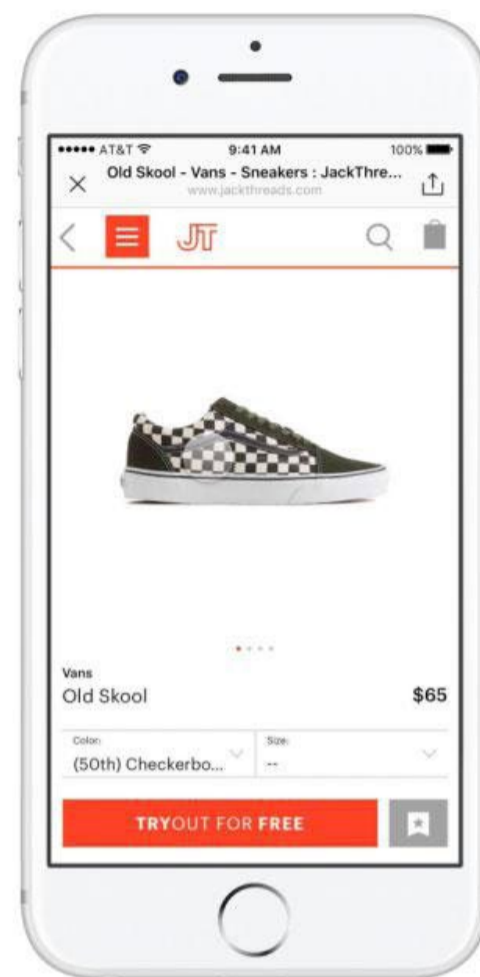 AT&T 9:41 AM 100%
Old Skool - Vans - Sneakers : JackThre...
www.jackthreads.com
JT
Vans
Old Skool $65
Color: Size:
(50th) Checkerbo... --
TRYOUT FOR FREE